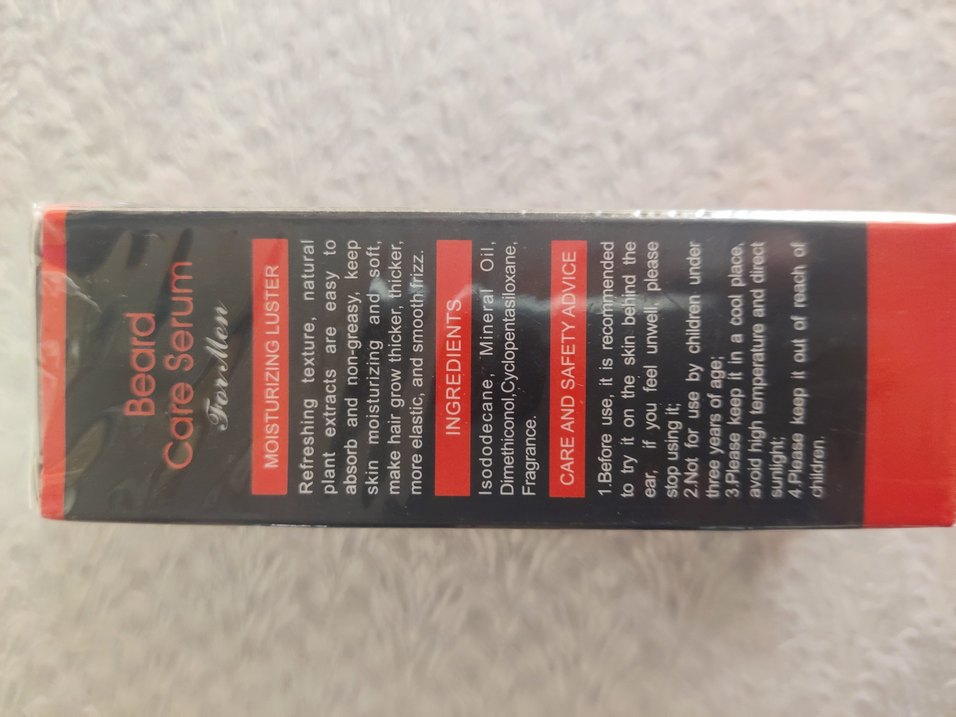 Beard
Care Serum
For Men
MOISTURIZING LUSTER
Refreshing texture, natural
plant extracts are easy to
absorb and non-greasy, keep
skin moisturizing and soft,
make hair grow thicker, thicker,
more elastic, and smooth frizz.
INGREDIENTS
Isododecane, Mineral Oil,
Dimethiconol,Cyclopentasiloxane,
Fragrance.
CARE AND SAFETY ADVICE
1.Before use, it is recommended
to try it on the skin behind the
ear, if you feel unwell, please
stop using it;
2.Not for use by children under
three years of age;
3.Please keep it in a cool place,
avoid high temperature and direct
sunlight;
4.Please keep it out of reach of
children.